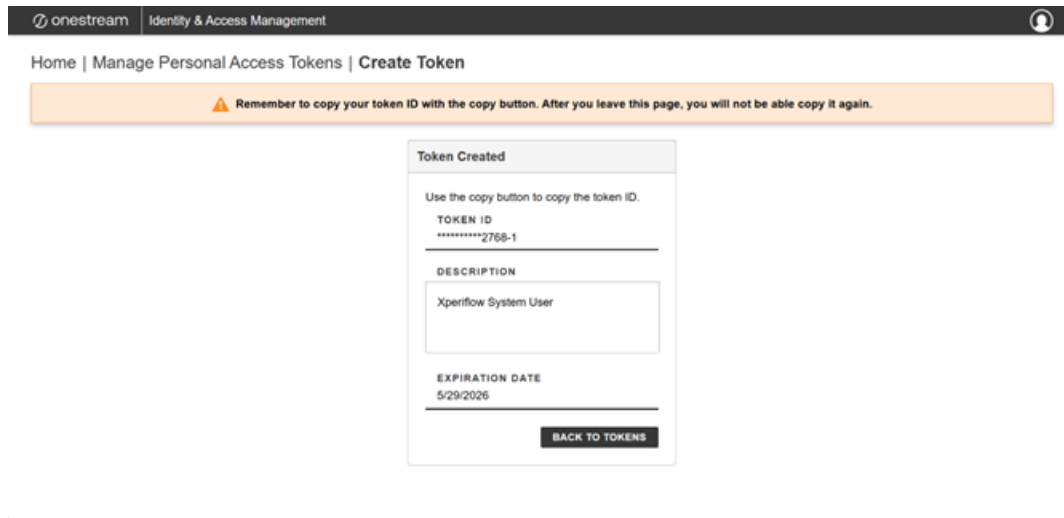 onestream Identity & Access Management
Home | Manage Personal Access Tokens | Create Token
Remember to copy your token ID with the copy button. After you leave this page, you will not be able copy it again.
Token Created
Use the copy button to copy the token ID.
TOKEN ID
**********2768-1
DESCRIPTION
Xperiflow System User
EXPIRATION DATE
5/29/2026
BACK TO TOKENS